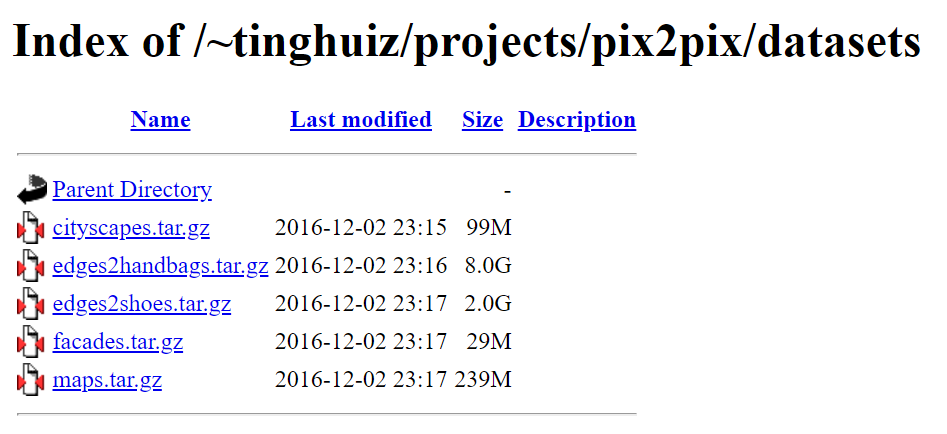 Index of /~tinghuiz/projects/pix2pix/datasets
Name Last modified Size Description
Parent Directory -
cityscapes.tar.gz 2016-12-02 23:15 99M
edges2handbags.tar.gz 2016-12-02 23:16 8.0G
edges2shoes.tar.gz 2016-12-02 23:17 2.0G
facades.tar.gz 2016-12-02 23:17 29M
maps.tar.gz 2016-12-02 23:17 239M